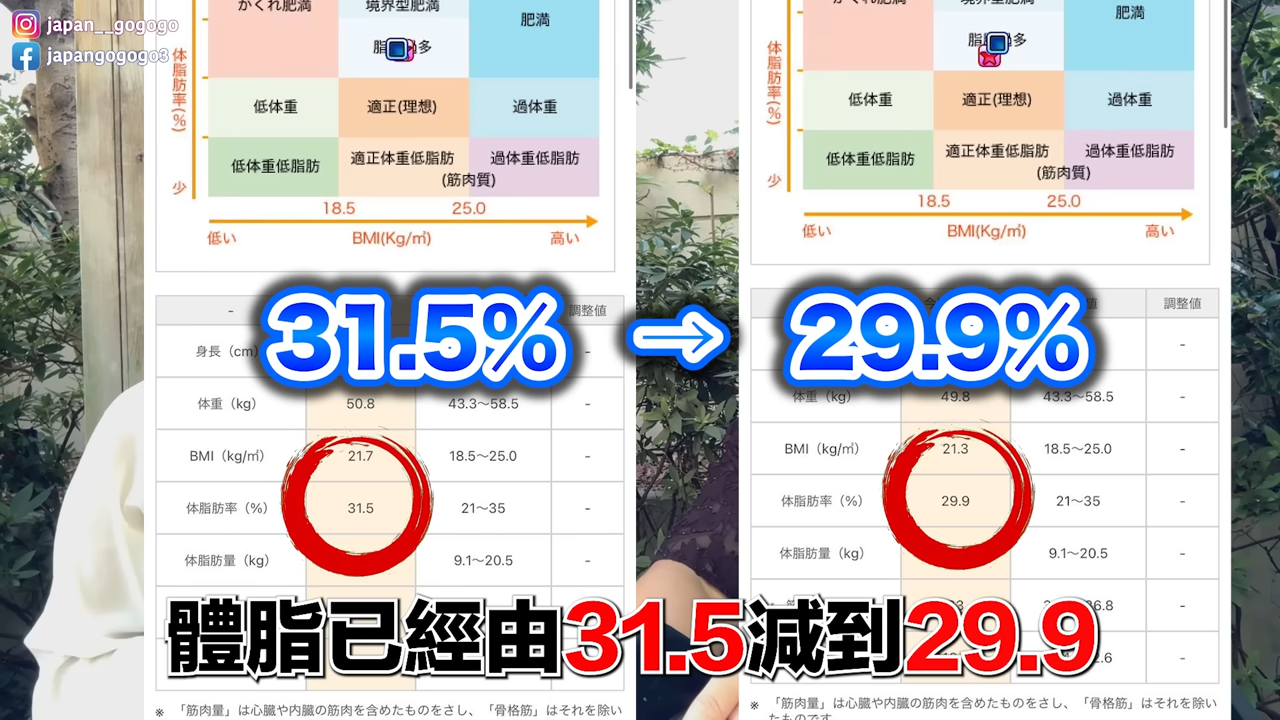 japan__gogogo
japangogogo3
かくれ肥満
境界型肥満
肥満
体脂肪率(%)
低体重
適正(理想)
過体重
低体重低脂肪
適正体重低脂肪
過体重低脂肪
(筋肉質)
少
18.5
25.0
低い
BMI(Kg/㎡)
高い
肥満
体脂肪率(%)
低体重
適正(理想)
過体重
低体重低脂肪
適正体重低脂肪
過体重低脂肪
(筋肉質)
少
18.5
25.0
低い
BMI(Kg/㎡)
高い
31.5% → 29.9%
- 調整値
身長（cm） -
体重（kg） 50.8 43.3～58.5 -
BMI（kg/㎡） 21.7 18.5～25.0 -
体脂肪率（%） 31.5 21～35 -
体脂肪量（kg） 9.1～20.5 -
※ 「筋肉量」は心臓や内臓の筋肉を含めたものをさし、「骨格筋」はそれを除い
調整値
-
体重（kg） 49.8 43.3～58.5 -
BMI（kg/㎡） 21.3 18.5～25.0 -
体脂肪率（%） 29.9 21～35 -
体脂肪量（kg） 9.1～20.5 -
-
-
※ 「筋肉量」は心臓や内臓の筋肉を含めたものをさし、「骨格筋」はそれを除い
たものです
體脂已經由31.5減到29.9